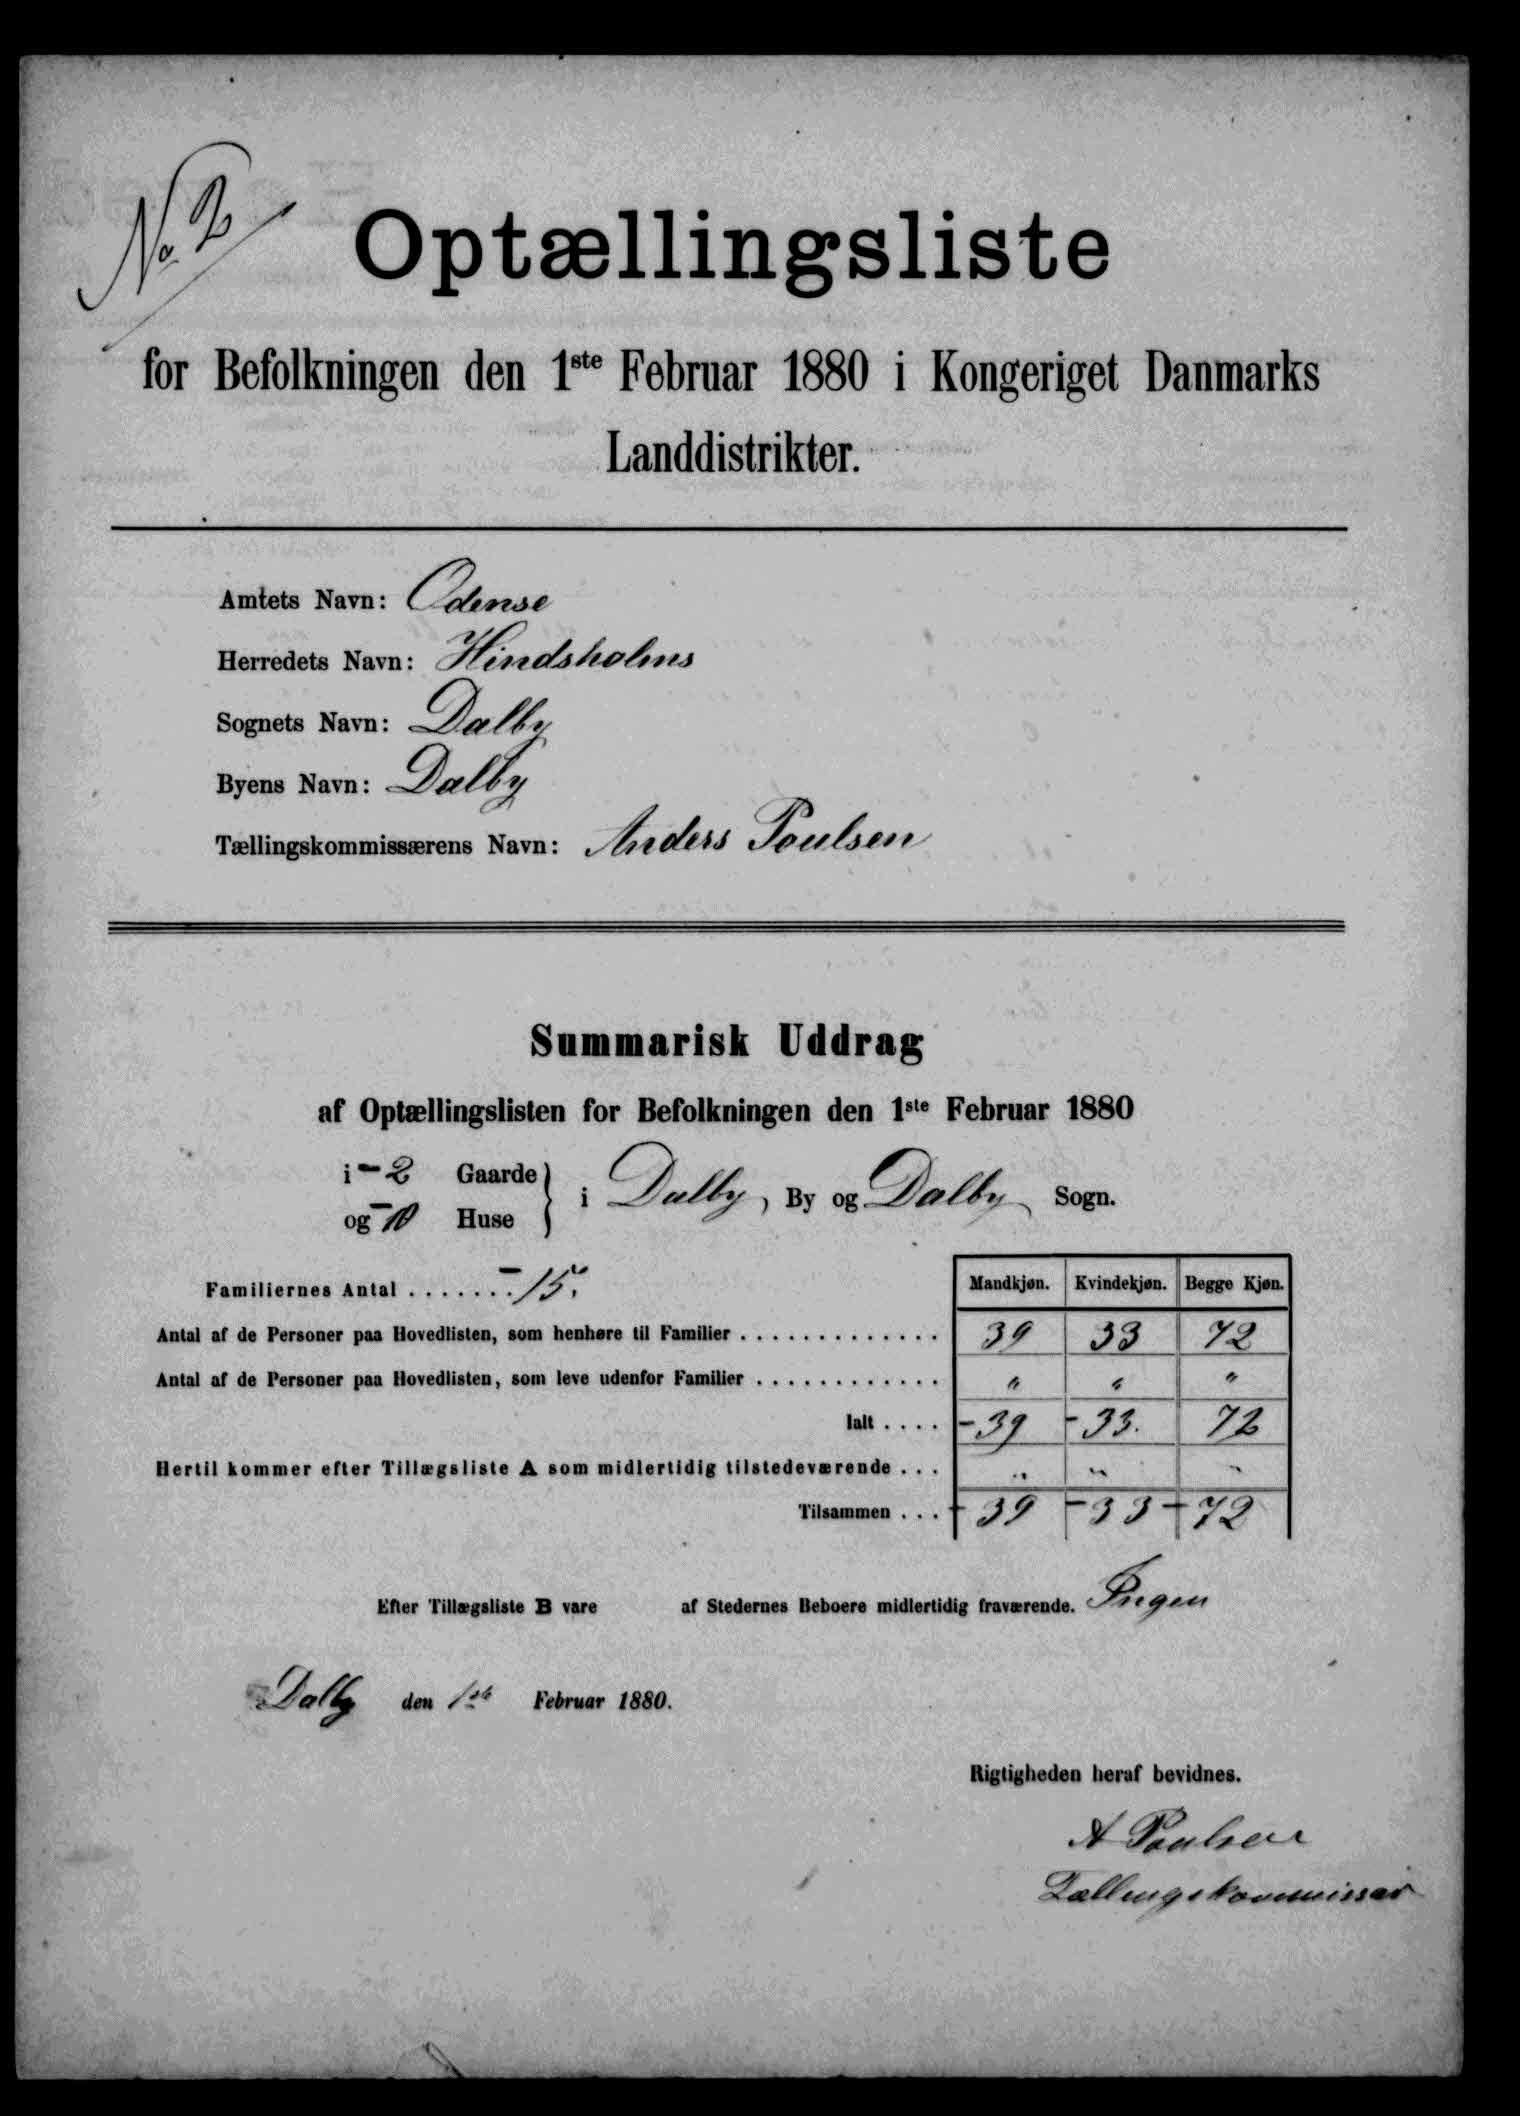 No 2
Optællingsliste
for Befolkningen den 1ste Februar 1880 i Kongeriget Danmarks
Landdistrikter.
Amtets Navn: Odense
Herredets Navn: Hindsholms
Sognets Navn: Dalby
Byens Navn: Dalby
Tællingskommissærens Navn: Anders Poulsen
Summarisk Uddrag
af Optællingslisten for Befolkningen den 1ste Februar 1880
i - 2 Gaarde
og - 10 Huse
} i Dalby, By og Dalby Sogn.
Familiernes Antal ....... - 15.
Mandkjøn. Kvindekjøn. Begge Kjøn.
Antal af de Personer paa Hovedlisten, som henhøre til Familier ............. 39 33 72
Antal af de Personer paa Hovedlisten, som leve udenfor Familier ............ " " "
Ialt .... - 39 - 33. 72
Hertil kommer efter Tillægsliste A som midlertidig tilstedeværende ... " " "
Tilsammen ... - 39 - 33 - 72
Efter Tillægsliste B vare af Stedernes Beboere midlertidig fraværende. Ingen
Dalby den 1ste Februar 1880.
Rigtigheden heraf bevidnes.
A Poulsen
Tællingskommissær